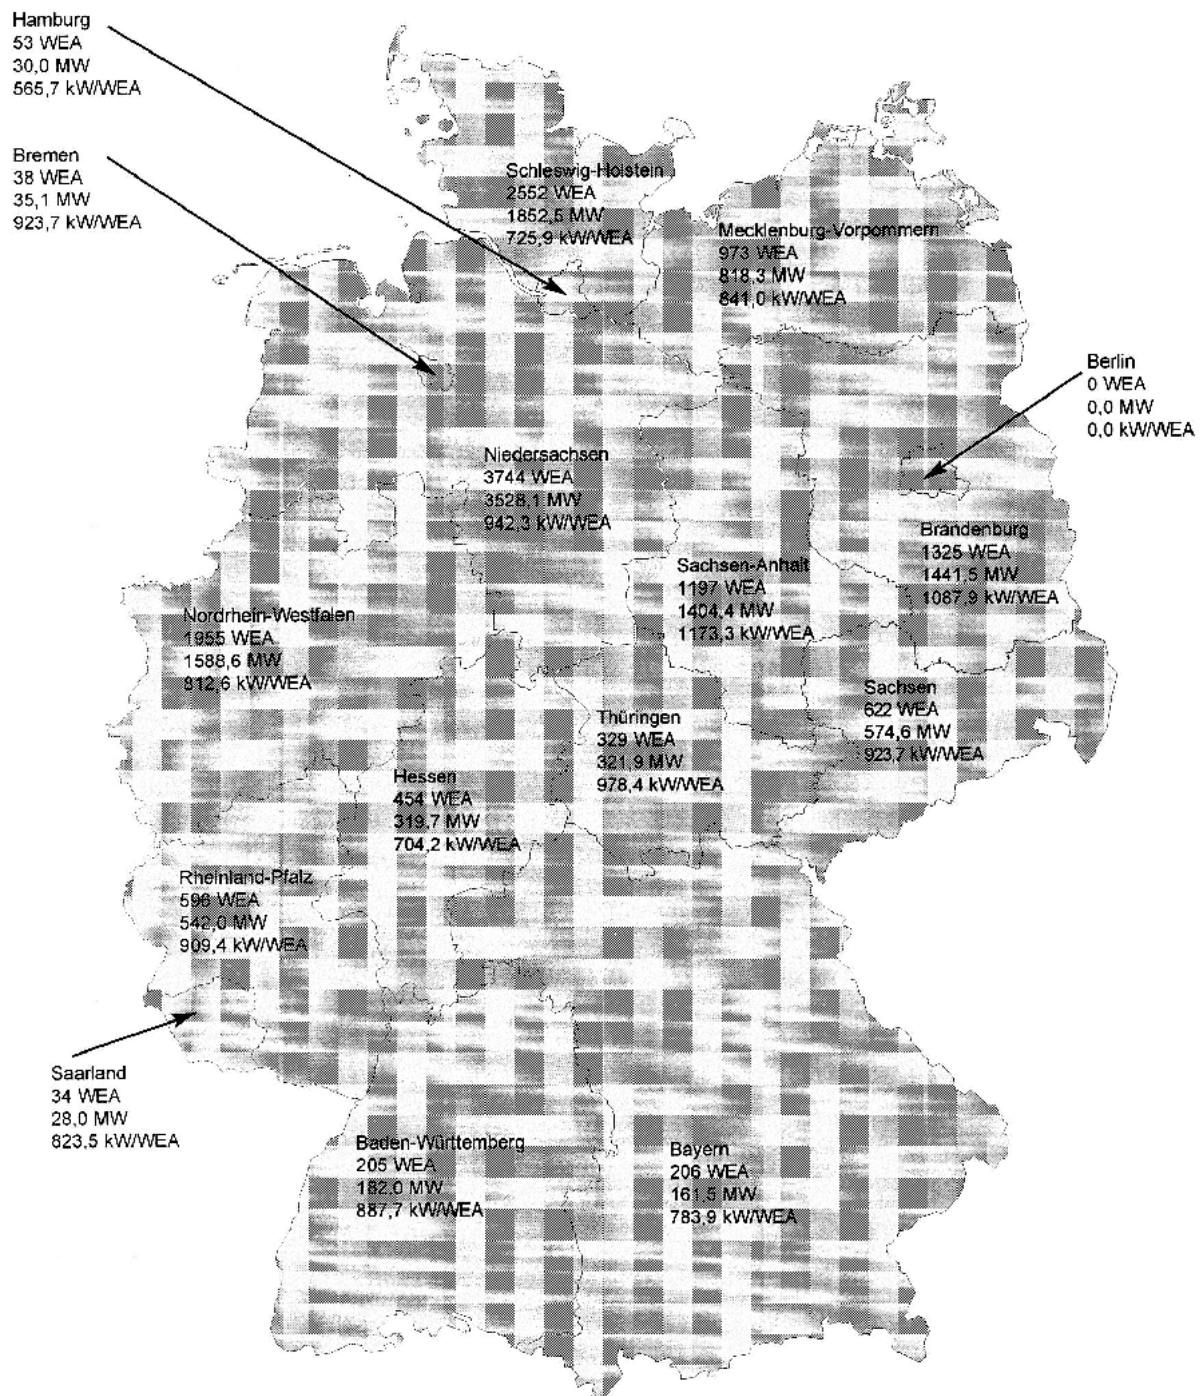 Hamburg
53 WEA
30,0 MW
565,7 kW/WEA
Bremen
38 WEA
35,1 MW
923,7 kW/WEA
Schleswig-Holstein
2552 WEA
1852,5 MW
725,9 kW/WEA
Mecklenburg-Vorpommern
973 WEA
818,3 MW
841,0 kW/WEA
Berlin
0 WEA
0,0 MW
0,0 kW/WEA
Niedersachsen
3744 WEA
3528,1 MW
942,3 kW/WEA
Brandenburg
1325 WEA
1441,5 MW
1087,9 kW/WEA
Sachsen-Anhalt
1197 WEA
1404,4 MW
1173,3 kW/WEA
Nordrhein-Westfalen
1955 WEA
1588,6 MW
812,6 kW/WEA
Sachsen
622 WEA
574,6 MW
923,7 kW/WEA
Thüringen
329 WEA
321,9 MW
978,4 kW/WEA
Hessen
454 WEA
319,7 MW
704,2 kW/WEA
Rheinland-Pfalz
596 WEA
542,0 MW
909,4 kW/WEA
Saarland
34 WEA
28,0 MW
823,5 kW/WEA
Baden-Württemberg
205 WEA
182,0 MW
887,7 kW/WEA
Bayern
206 WEA
161,5 MW
783,9 kW/WEA